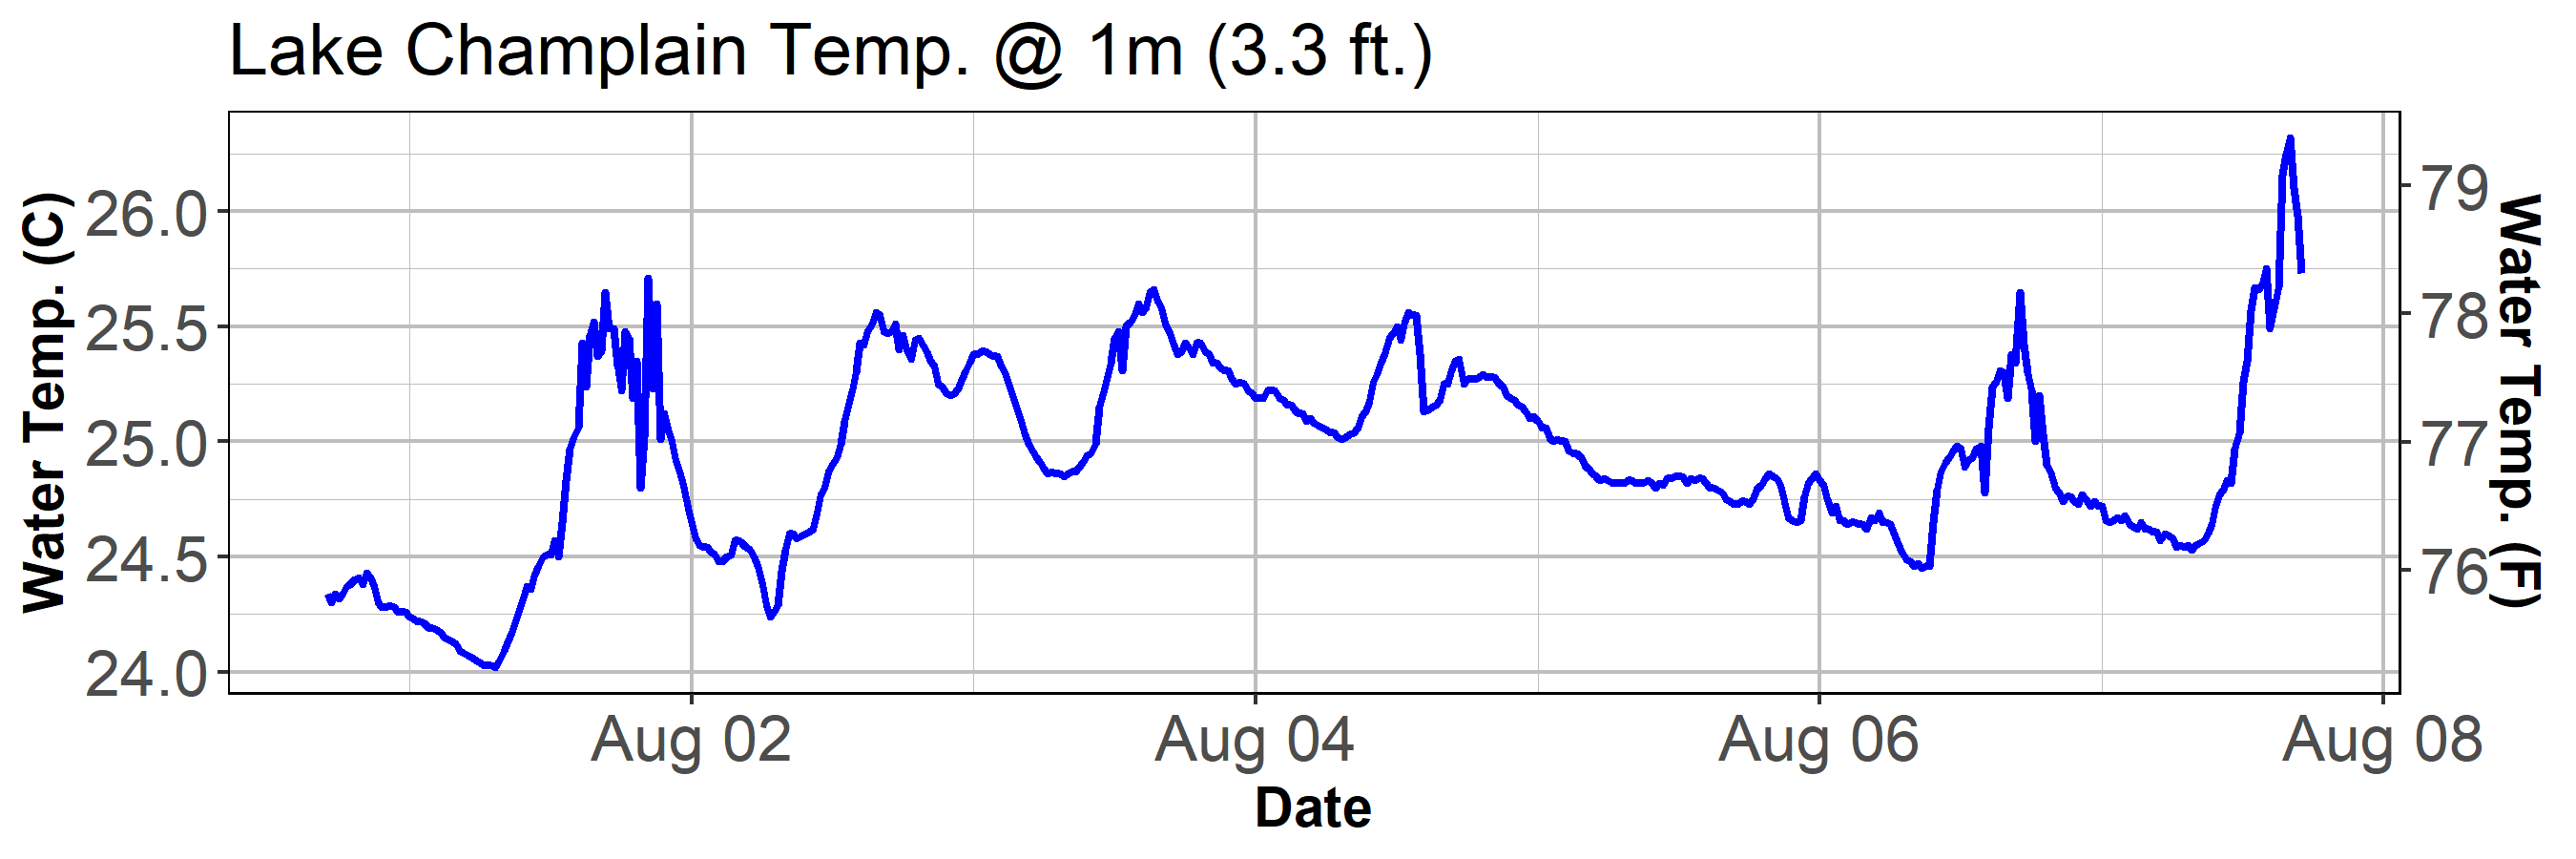 Lake Champlain Temp. @ 1m (3.3 ft.)
Water Temp. (C)
26.0
25.5
25.0
24.5
24.0
79
78
77
76
Water Temp. (F)
Aug 02
Aug 04
Aug 06
Aug 08
Date